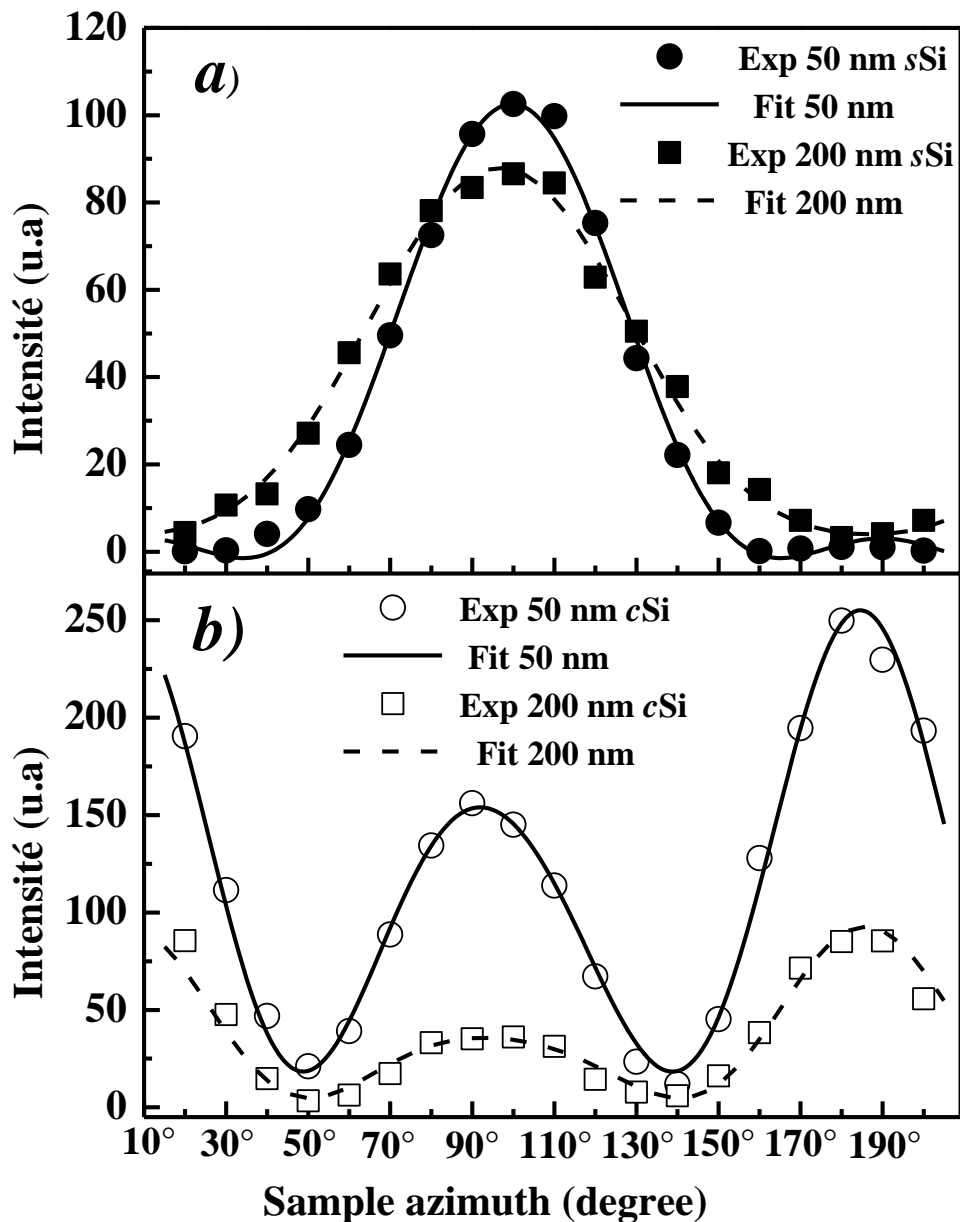 120
100
80
60
40
20
0
Intensité (u.a)
a)
Exp 50 nm sSi
Fit 50 nm
Exp 200 nm sSi
Fit 200 nm
250
200
150
100
50
0
Intensité (u.a)
b)
Exp 50 nm cSi
Fit 50 nm
Exp 200 nm cSi
Fit 200 nm
10° 30° 50° 70° 90° 110° 130° 150° 170° 190°
Sample azimuth (degree)